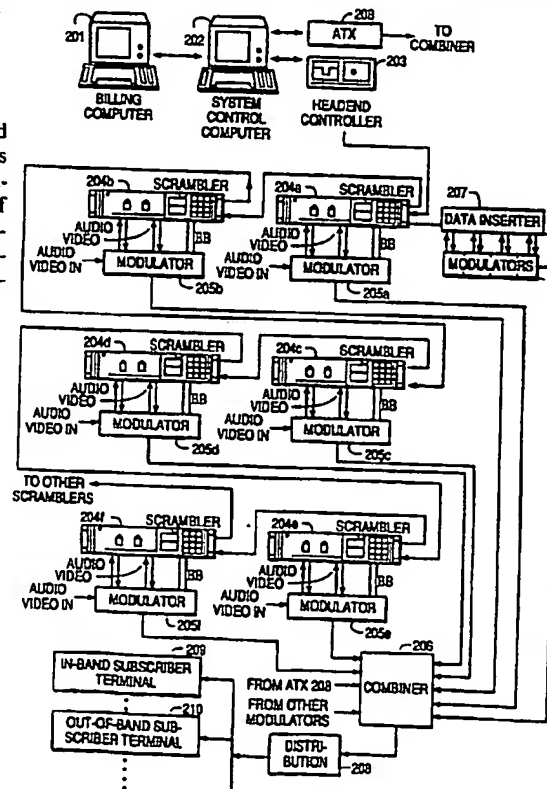 201
202
208
ATX
TO
COMBINER
203
BILLING
COMPUTER
SYSTEM
CONTROL
COMPUTER
HEADEND
CONTROLLER
204b
SCRAMBLER
204a
SCRAMBLER
207
DATA INSERTER
AUDIO
VIDEO
BB
AUDIO
VIDEO
BB
AUDIO
VIDEO IN
MODULATOR
205b
AUDIO
VIDEO IN
MODULATOR
205a
MODULATORS
204d
SCRAMBLER
204c
SCRAMBLER
AUDIO
VIDEO
BB
AUDIO
VIDEO
BB
AUDIO
VIDEO IN
MODULATOR
205d
AUDIO
VIDEO IN
MODULATOR
205c
TO OTHER
SCRAMBLERS
204f
SCRAMBLER
204e
SCRAMBLER
AUDIO
VIDEO
BB
AUDIO
VIDEO
BB
AUDIO
VIDEO IN
MODULATOR
205f
AUDIO
VIDEO IN
MODULATOR
205e
209
IN-BAND SUBSCRIBER
TERMINAL
210
OUT-OF-BAND SUB-
SCRIBER TERMINAL
206
COMBINER
FROM ATX 208
FROM OTHER
MODULATORS
DISTRI-
BUTION
208